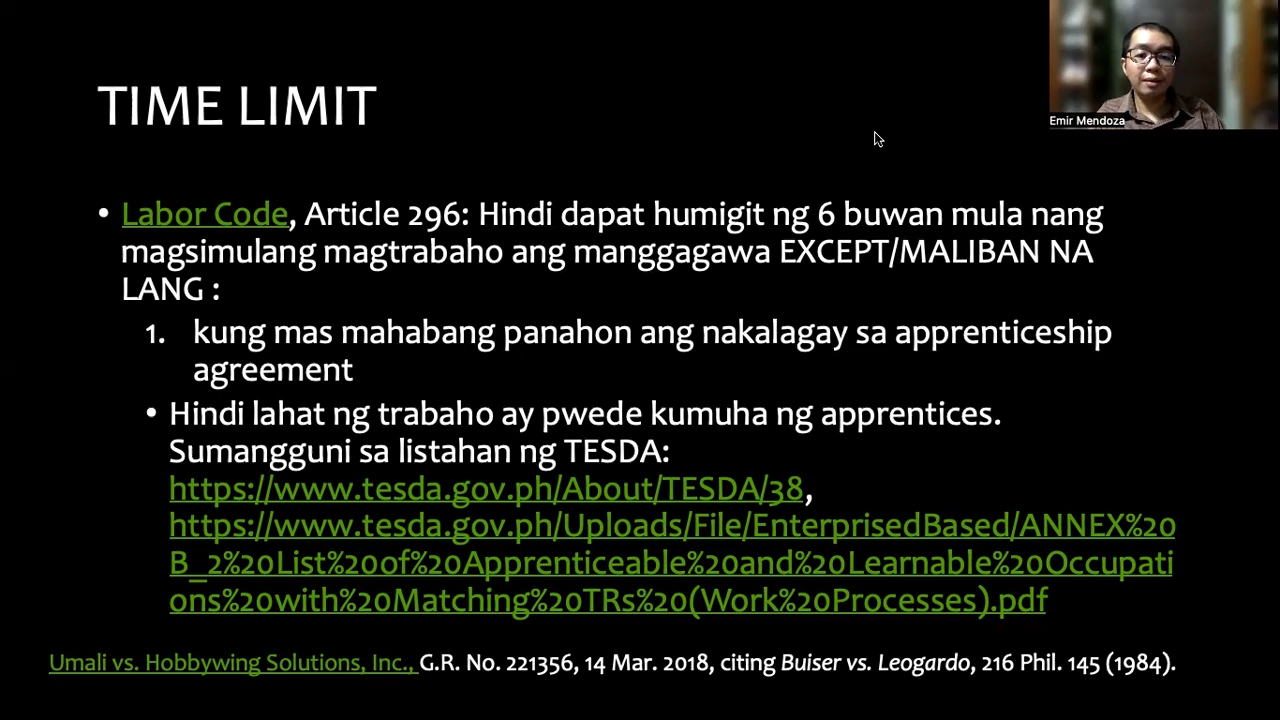 TIME LIMIT
Emir Mendoza
• Labor Code, Article 296: Hindi dapat humigit ng 6 buwan mula nang
magsimulang magtrabaho ang manggagawa EXCEPT/MALIBAN NA
LANG :
1. kung mas mahabang panahon ang nakalagay sa apprenticeship
agreement
• Hindi lahat ng trabaho ay pwede kumuha ng apprentices.
Sumangguni sa listahan ng TESDA:
https://www.tesda.gov.ph/About/TESDA/38,
https://www.tesda.gov.ph/Uploads/File/EnterprisedBased/ANNEX%20
B_2%20List%20of%20Apprenticeable%20and%20Learnable%20Occupati
ons%20with%20Matching%20TRs%20(Work%20Processes).pdf
Umali vs. Hobbywing Solutions, Inc., G.R. No. 221356, 14 Mar. 2018, citing Buiser vs. Leogardo, 216 Phil. 145 (1984).